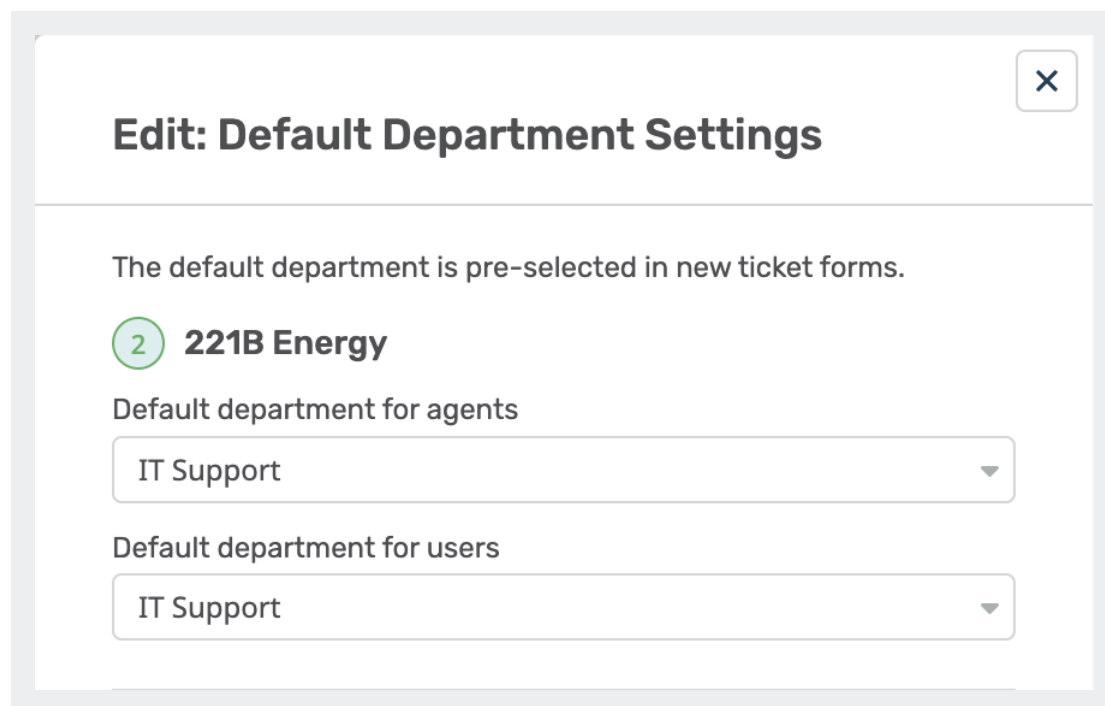 Edit: Default Department Settings
The default department is pre-selected in new ticket forms.
2 221B Energy
Default department for agents
IT Support
Default department for users
IT Support